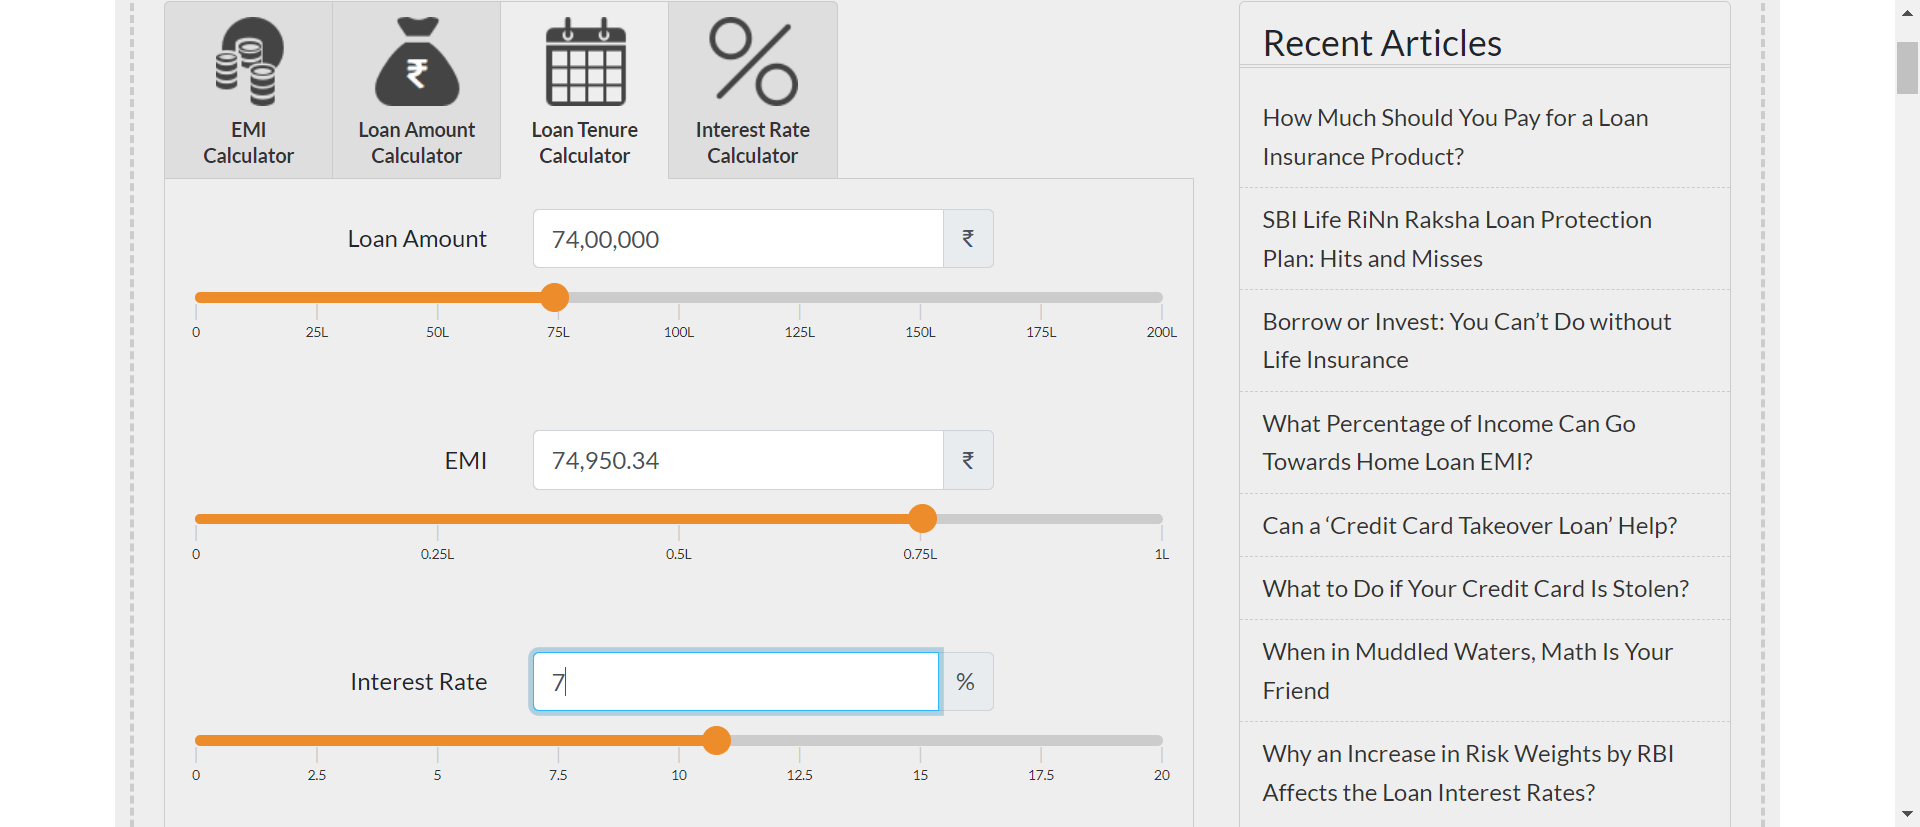 EMI
Calculator
Loan Amount
Calculator
Loan Tenure
Calculator
Interest Rate
Calculator
Loan Amount
74,00,000
₹
0 25L 50L 75L 100L 125L 150L 175L 200L
EMI
74,950.34
₹
0 0.25L 0.5L 0.75L 1L
Interest Rate
7
%
0 2.5 5 7.5 10 12.5 15 17.5 20
Recent Articles
How Much Should You Pay for a Loan
Insurance Product?
SBI Life RiNn Raksha Loan Protection
Plan: Hits and Misses
Borrow or Invest: You Can’t Do without
Life Insurance
What Percentage of Income Can Go
Towards Home Loan EMI?
Can a ‘Credit Card Takeover Loan’ Help?
What to Do if Your Credit Card Is Stolen?
When in Muddled Waters, Math Is Your
Friend
Why an Increase in Risk Weights by RBI
Affects the Loan Interest Rates?